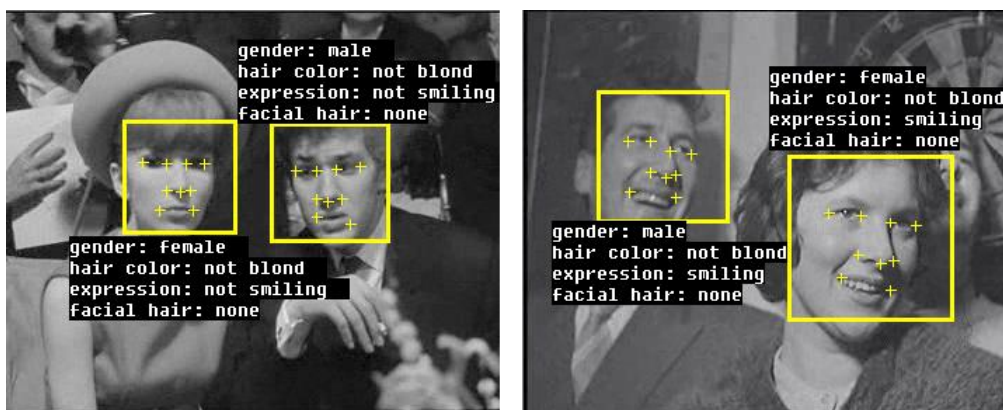 gender: male
hair color: not blond
expression: not smiling
facial hair: none
gender: female
hair color: not blond
expression: not smiling
facial hair: none
gender: female
hair color: not blond
expression: smiling
facial hair: none
gender: male
hair color: not blond
expression: smiling
facial hair: none